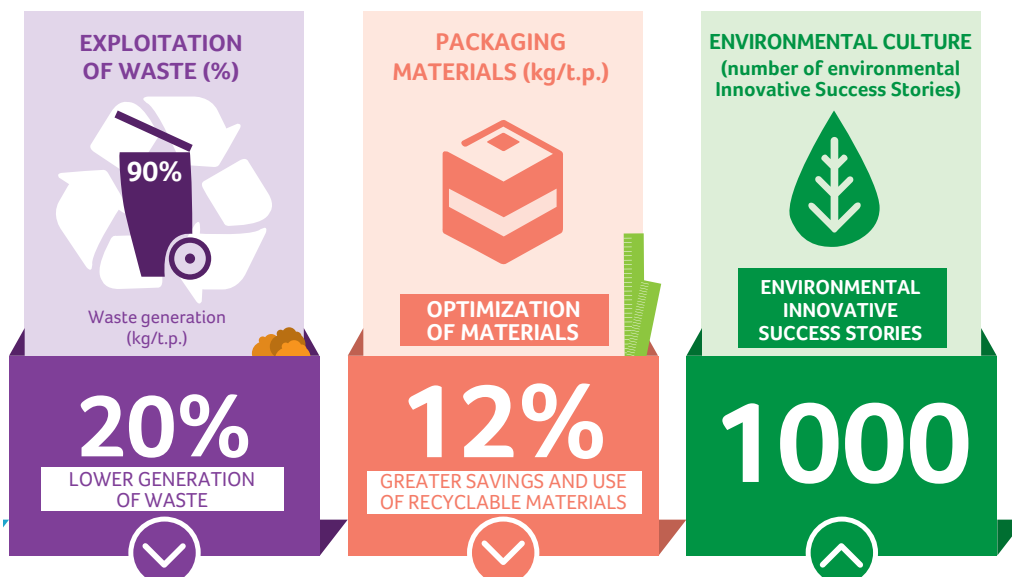 EXPLOITATION
OF WASTE (%)
90%
Waste generation
(kg/t.p.)
20%
LOWER GENERATION
OF WASTE
PACKAGING
MATERIALS (kg/t.p.)
OPTIMIZATION
OF MATERIALS
12%
GREATER SAVINGS AND USE
OF RECYCLABLE MATERIALS
ENVIRONMENTAL CULTURE
(number of environmental
Innovative Success Stories)
ENVIRONMENTAL
INNOVATIVE
SUCCESS STORIES
1000